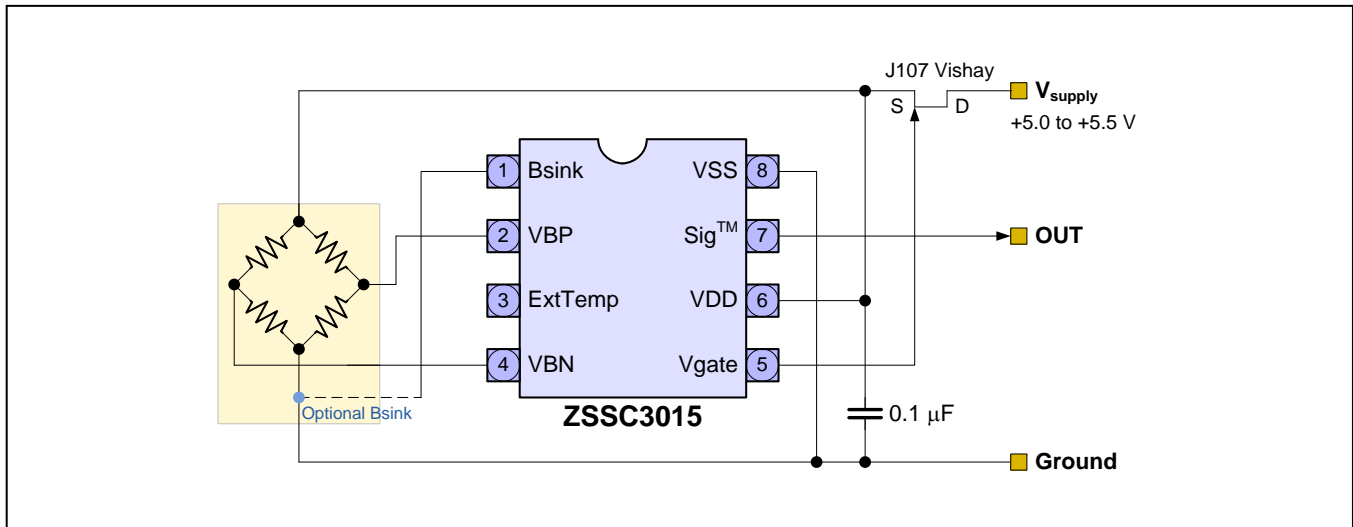 J107 Vishay
S D
Vsupply
+5.0 to +5.5 V
1 Bsink VSS 8
2 VBP Sig™ 7
OUT
3 ExtTemp VDD 6
4 VBN Vgate 5
Optional Bsink
ZSSC3015
0.1 μF
Ground